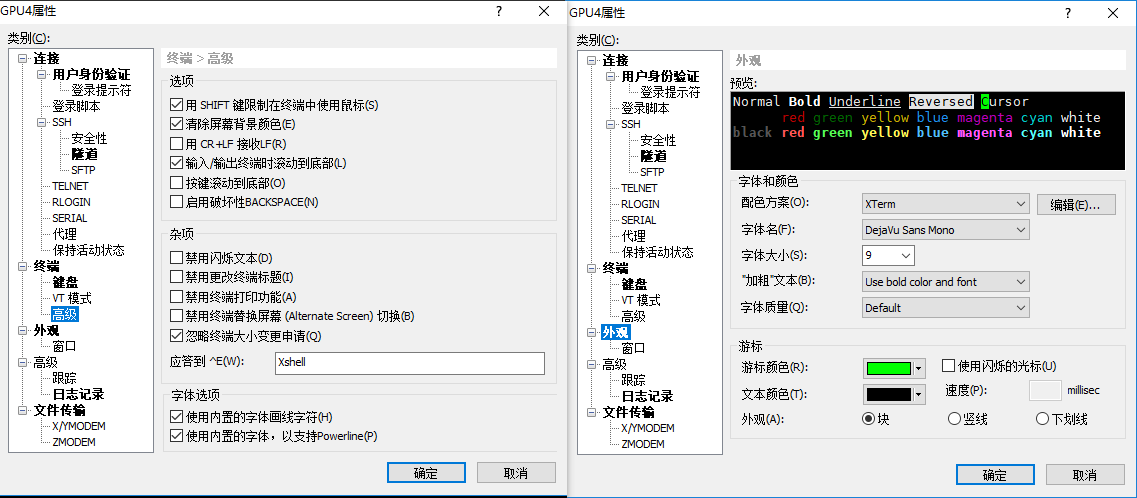 GPU4属性
?
类别(C):
连接
用户身份验证
登录提示符
登录脚本
SSH
安全性
隧道
SFTP
TELNET
RLOGIN
SERIAL
代理
保持活动状态
终端
键盘
VT 模式
高级
外观
窗口
高级
跟踪
日志记录
文件传输
X/YMODEM
ZMODEM
终端 > 高级
选项
用 SHIFT 键限制在终端中使用鼠标(S)
清除屏幕背景颜色(E)
用 CR+LF 接收LF(R)
输入/输出终端时滚动到底部(L)
按键滚动到底部(O)
启用破坏性BACKSPACE(N)
杂项
禁用闪烁文本(D)
禁用更改终端标题(I)
禁用终端打印功能(A)
禁用终端替换屏幕 (Alternate Screen) 切换(B)
忽略终端大小变更申请(Q)
应答到 ^E(W): Xshell
字体选项
使用内置的字体画线字符(H)
使用内置的字体，以支持Powerline(P)
确定 取消
GPU4属性
?
类别(C):
连接
用户身份验证
登录提示符
登录脚本
SSH
安全性
隧道
SFTP
TELNET
RLOGIN
SERIAL
代理
保持活动状态
终端
键盘
VT 模式
高级
外观
窗口
高级
跟踪
日志记录
文件传输
X/YMODEM
ZMODEM
外观
预览:
Normal Bold Underline Reversed Cursor
red green yellow blue magenta cyan white
black red green yellow blue magenta cyan white
字体和颜色
配色方案(O): XTerm 编辑(E)...
字体名(F): DejaVu Sans Mono
字体大小(S): 9
"加粗"文本(B): Use bold color and font
字体质量(Q): Default
游标
游标颜色(R): 使用闪烁的光标(U)
文本颜色(T): 速度(P): millisec
外观(A): 块 竖线 下划线
确定 取消